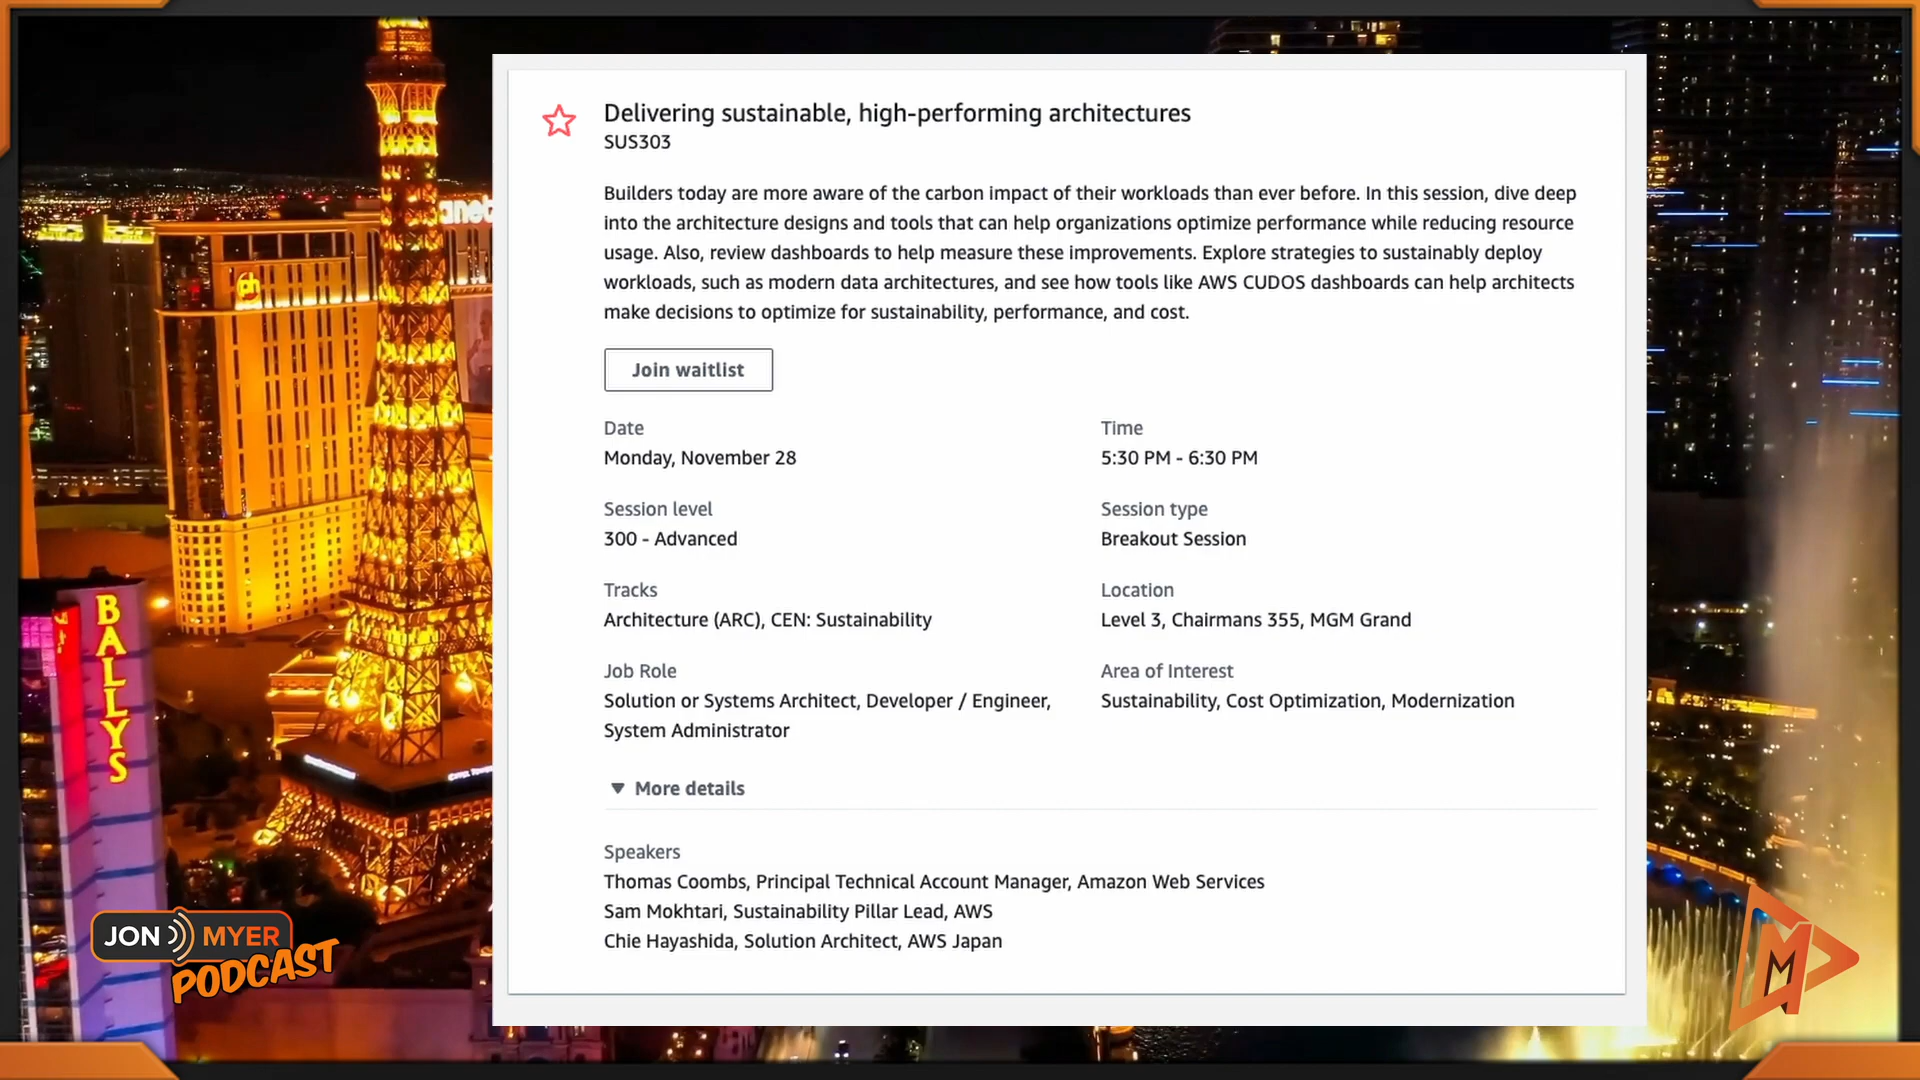 Delivering sustainable, high-performing architectures
SUS303
Builders today are more aware of the carbon impact of their workloads than ever before. In this session, dive deep
into the architecture designs and tools that can help organizations optimize performance while reducing resource
usage. Also, review dashboards to help measure these improvements. Explore strategies to sustainably deploy
workloads, such as modern data architectures, and see how tools like AWS CUDOS dashboards can help architects
make decisions to optimize for sustainability, performance, and cost.
Join waitlist
Date
Monday, November 28
Time
5:30 PM - 6:30 PM
Session level
300 - Advanced
Session type
Breakout Session
Tracks
Architecture (ARC), CEN: Sustainability
Location
Level 3, Chairmans 355, MGM Grand
Job Role
Solution or Systems Architect, Developer / Engineer,
System Administrator
Area of Interest
Sustainability, Cost Optimization, Modernization
More details
Speakers
Thomas Coombs, Principal Technical Account Manager, Amazon Web Services
Sam Mokhtari, Sustainability Pillar Lead, AWS
Chie Hayashida, Solution Architect, AWS Japan
BALLYS
ph
JON MYER
PODCAST
M